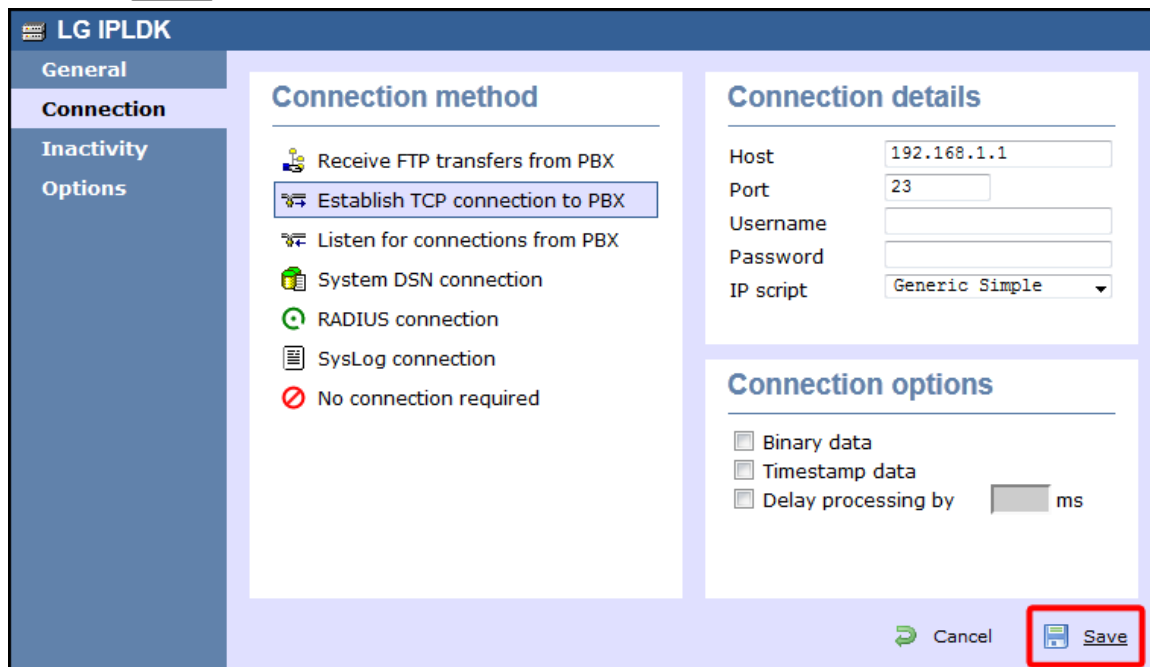 LG IPLDK
General
Connection
Inactivity
Options
Connection method
Receive FTP transfers from PBX
Establish TCP connection to PBX
Listen for connections from PBX
System DSN connection
RADIUS connection
SysLog connection
No connection required
Connection details
Host 192.168.1.1
Port 23
Username
Password
IP script Generic Simple
Connection options
Binary data
Timestamp data
Delay processing by ms
Cancel Save